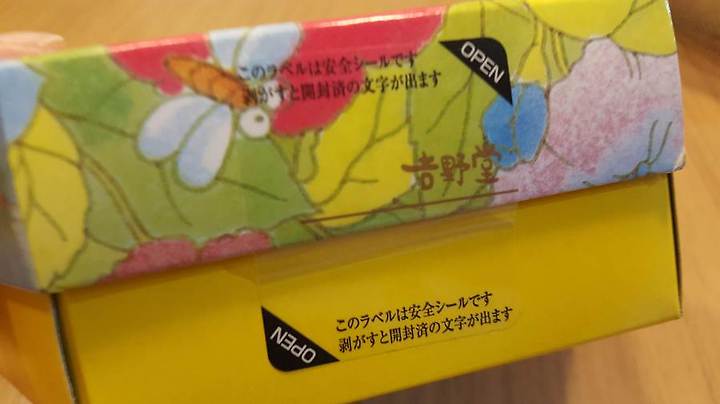 このラベルは安全シールです
剥がすと開封済の文字が出ます
OPEN
吉野堂
このラベルは安全シールです
剥がすと開封済の文字が出ます
OPEN